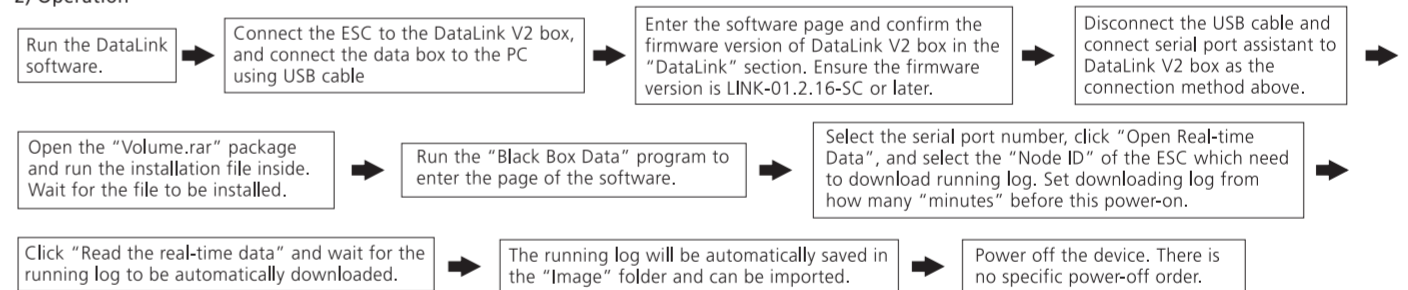 2) Operation
Run the DataLink
software.
Connect the ESC to the DataLink V2 box,
and connect the data box to the PC
using USB cable
Enter the software page and confirm the
firmware version of DataLink V2 box in the
“DataLink” section. Ensure the firmware
version is LINK-01.2.16-SC or later.
Disconnect the USB cable and
connect serial port assistant to
DataLink V2 box as the
connection method above.
Open the “Volume.rar” package
and run the installation file inside.
Wait for the file to be installed.
Run the “Black Box Data” program to
enter the page of the software.
Select the serial port number, click “Open Real-time
Data”, and select the “Node ID” of the ESC which need
to download running log. Set downloading log from
how many “minutes” before this power-on.
Click “Read the real-time data” and wait for the
running log to be automatically downloaded.
The running log will be automatically saved in
the “Image” folder and can be imported.
Power off the device. There is
no specific power-off order.